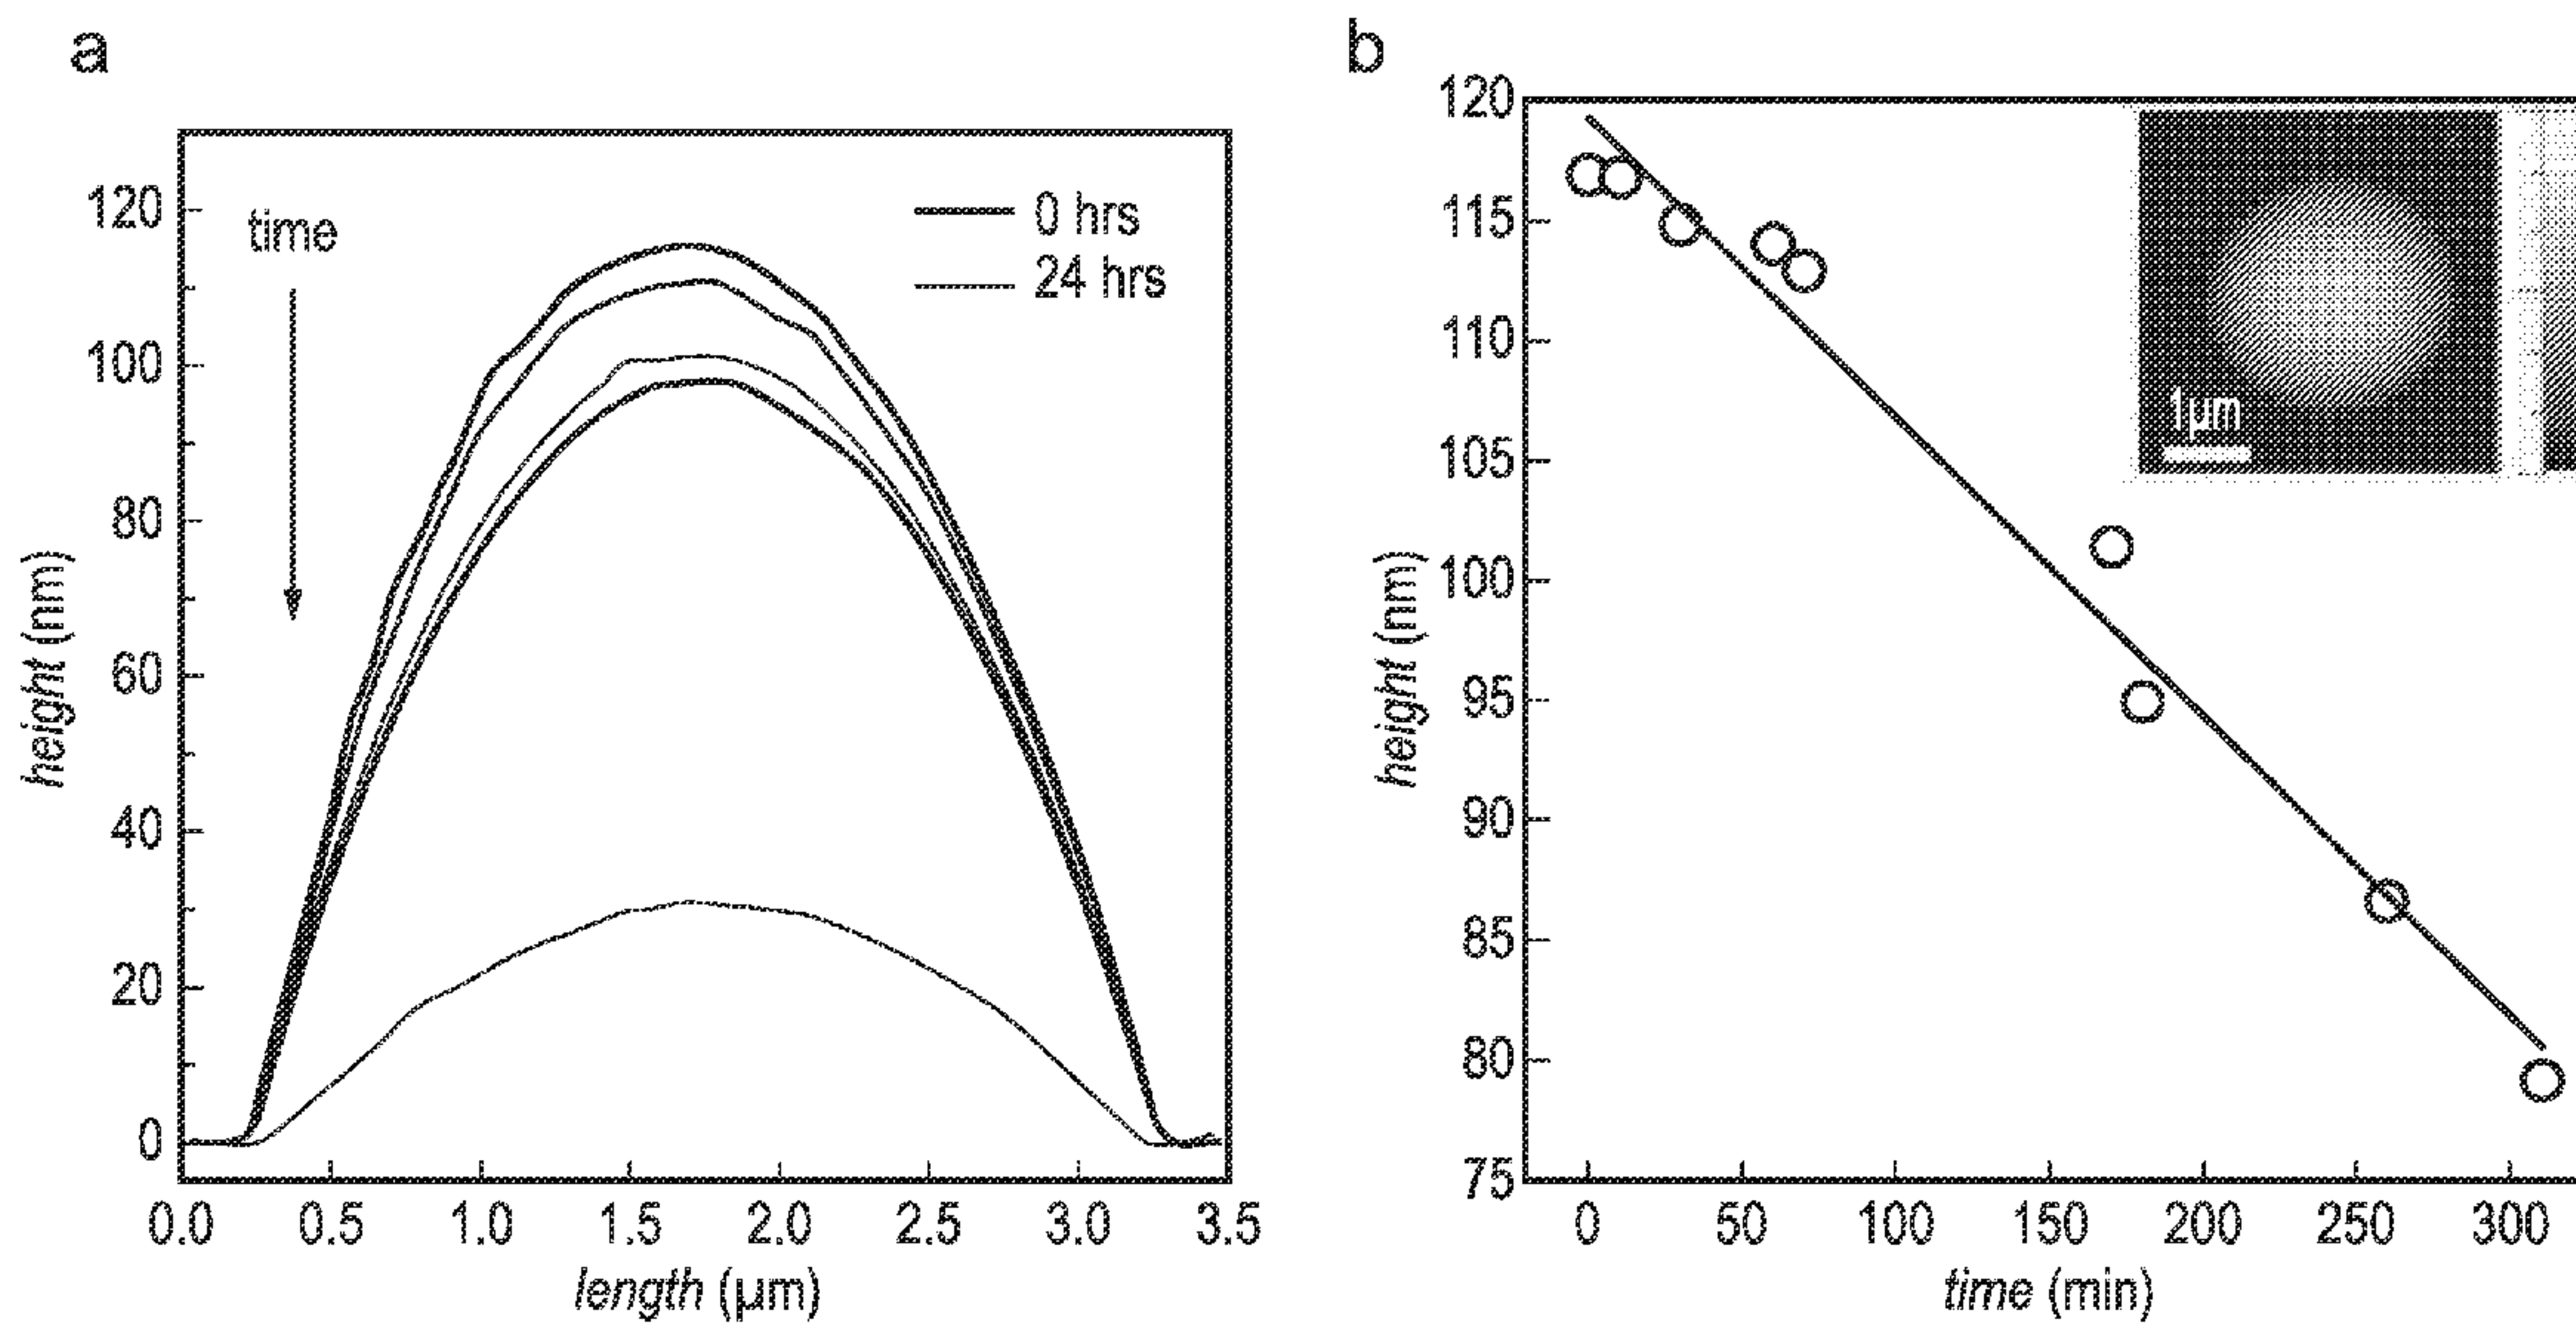 a
120
100
80
60
40
20
0
height (nm)
time
0 hrs
24 hrs
0.0 0.5 1.0 1.5 2.0 2.5 3.0 3.5
length (μm)
b
120
115
110
105
100
95
90
85
80
75
height (nm)
1μm
0 50 100 150 200 250 300
time (min)